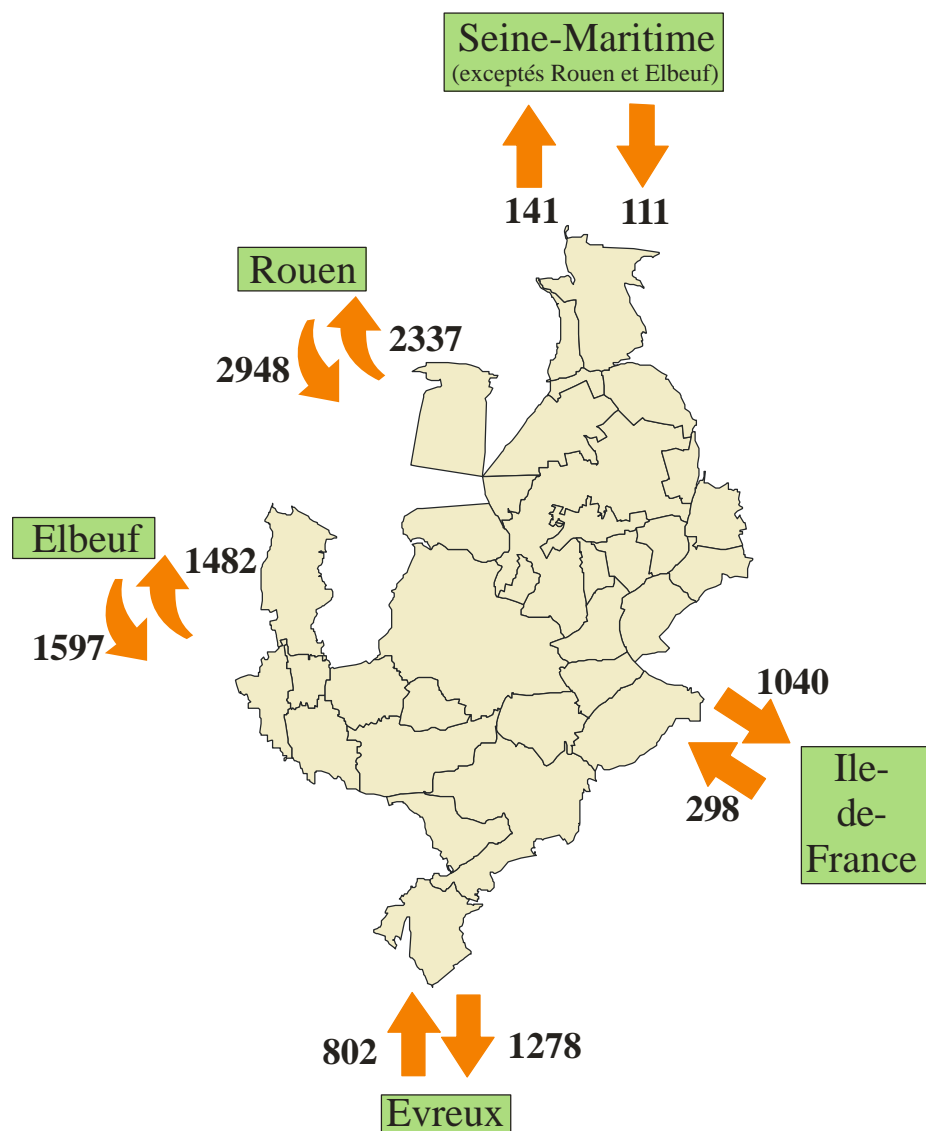 Seine-Maritime
(exceptés Rouen et Elbeuf)
141
111
Rouen
2337
2948
Elbeuf
1482
1597
1040
298
Ile-
de-
France
802
1278
Evreux